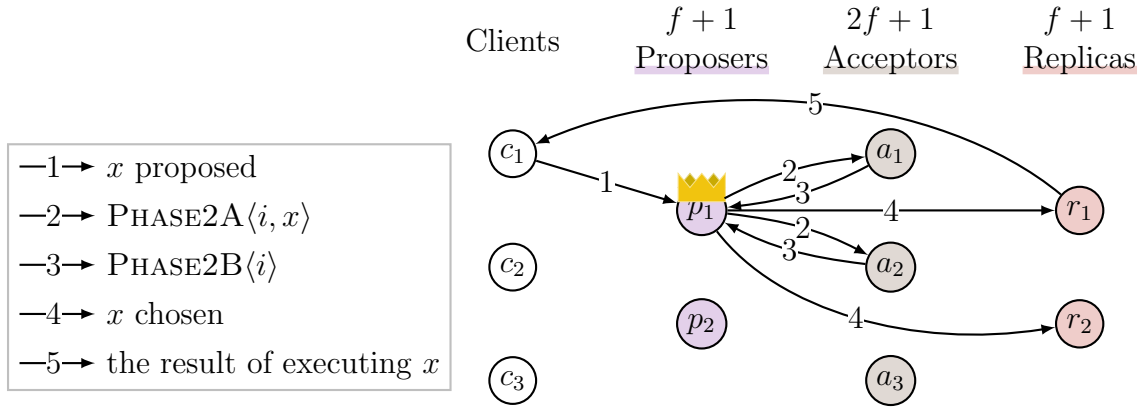 Clients
f + 1
Proposers
2f + 1
Acceptors
f + 1
Replicas
1 x proposed
2 PHASE2A⟨i, x⟩
3 PHASE2B⟨i⟩
4 x chosen
5 the result of executing x
c₁
c₂
c₃
p₁
p₂
a₁
a₂
a₃
r₁
r₂
1
2
3
2
3
4
4
5